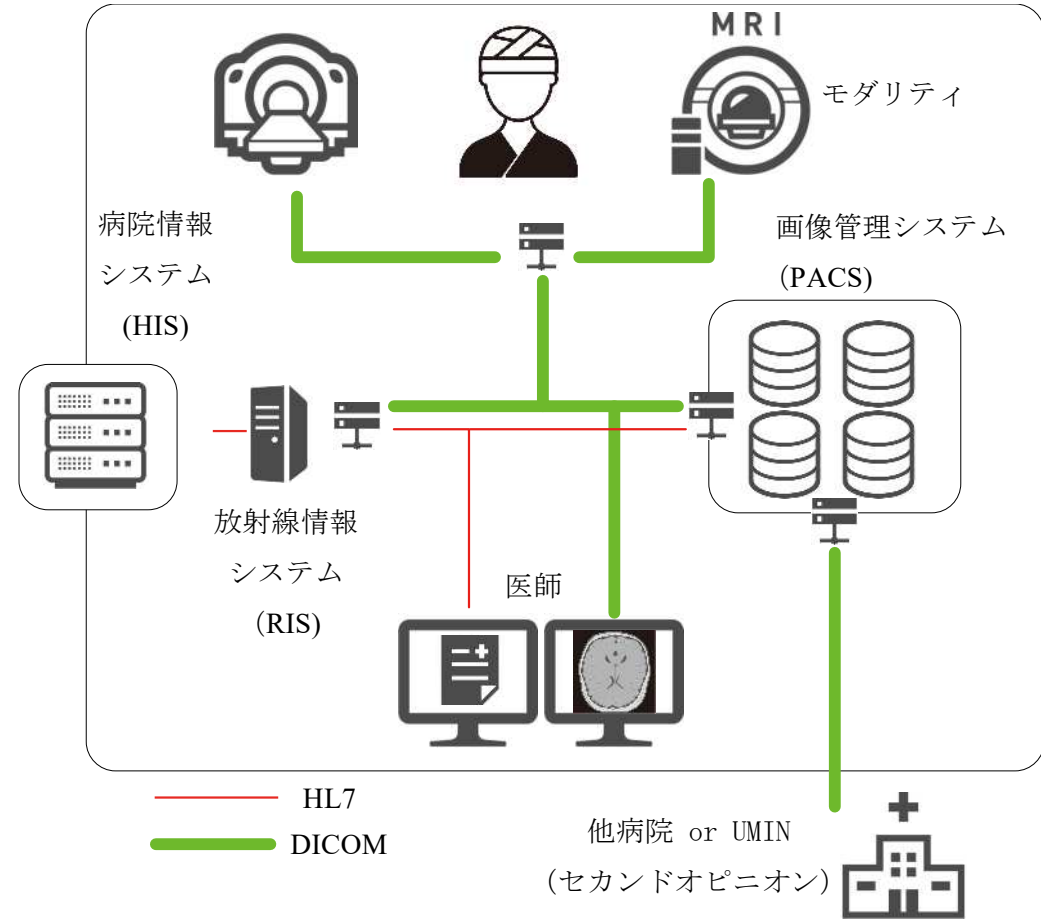 MRI
モダリティ
病院情報
システム
(HIS)
画像管理システム
（PACS)
放射線情報
システム
（RIS)
医師
HL7
DICOM
他病院 or UMIN
（セカンドオピニオン）